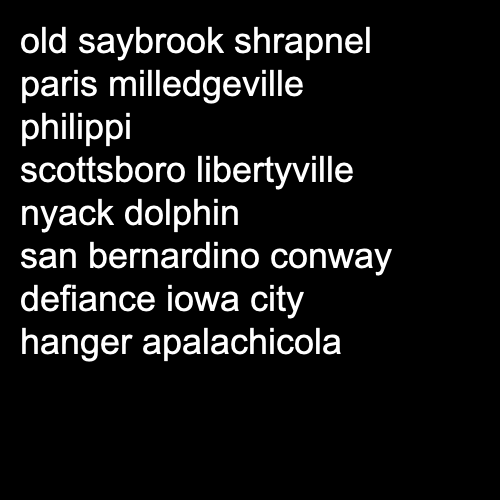 old saybrook shrapnel
paris milledgeville
philippi
scottsboro libertyville
nyack dolphin
san bernardino conway
defiance iowa city
hanger apalachicola